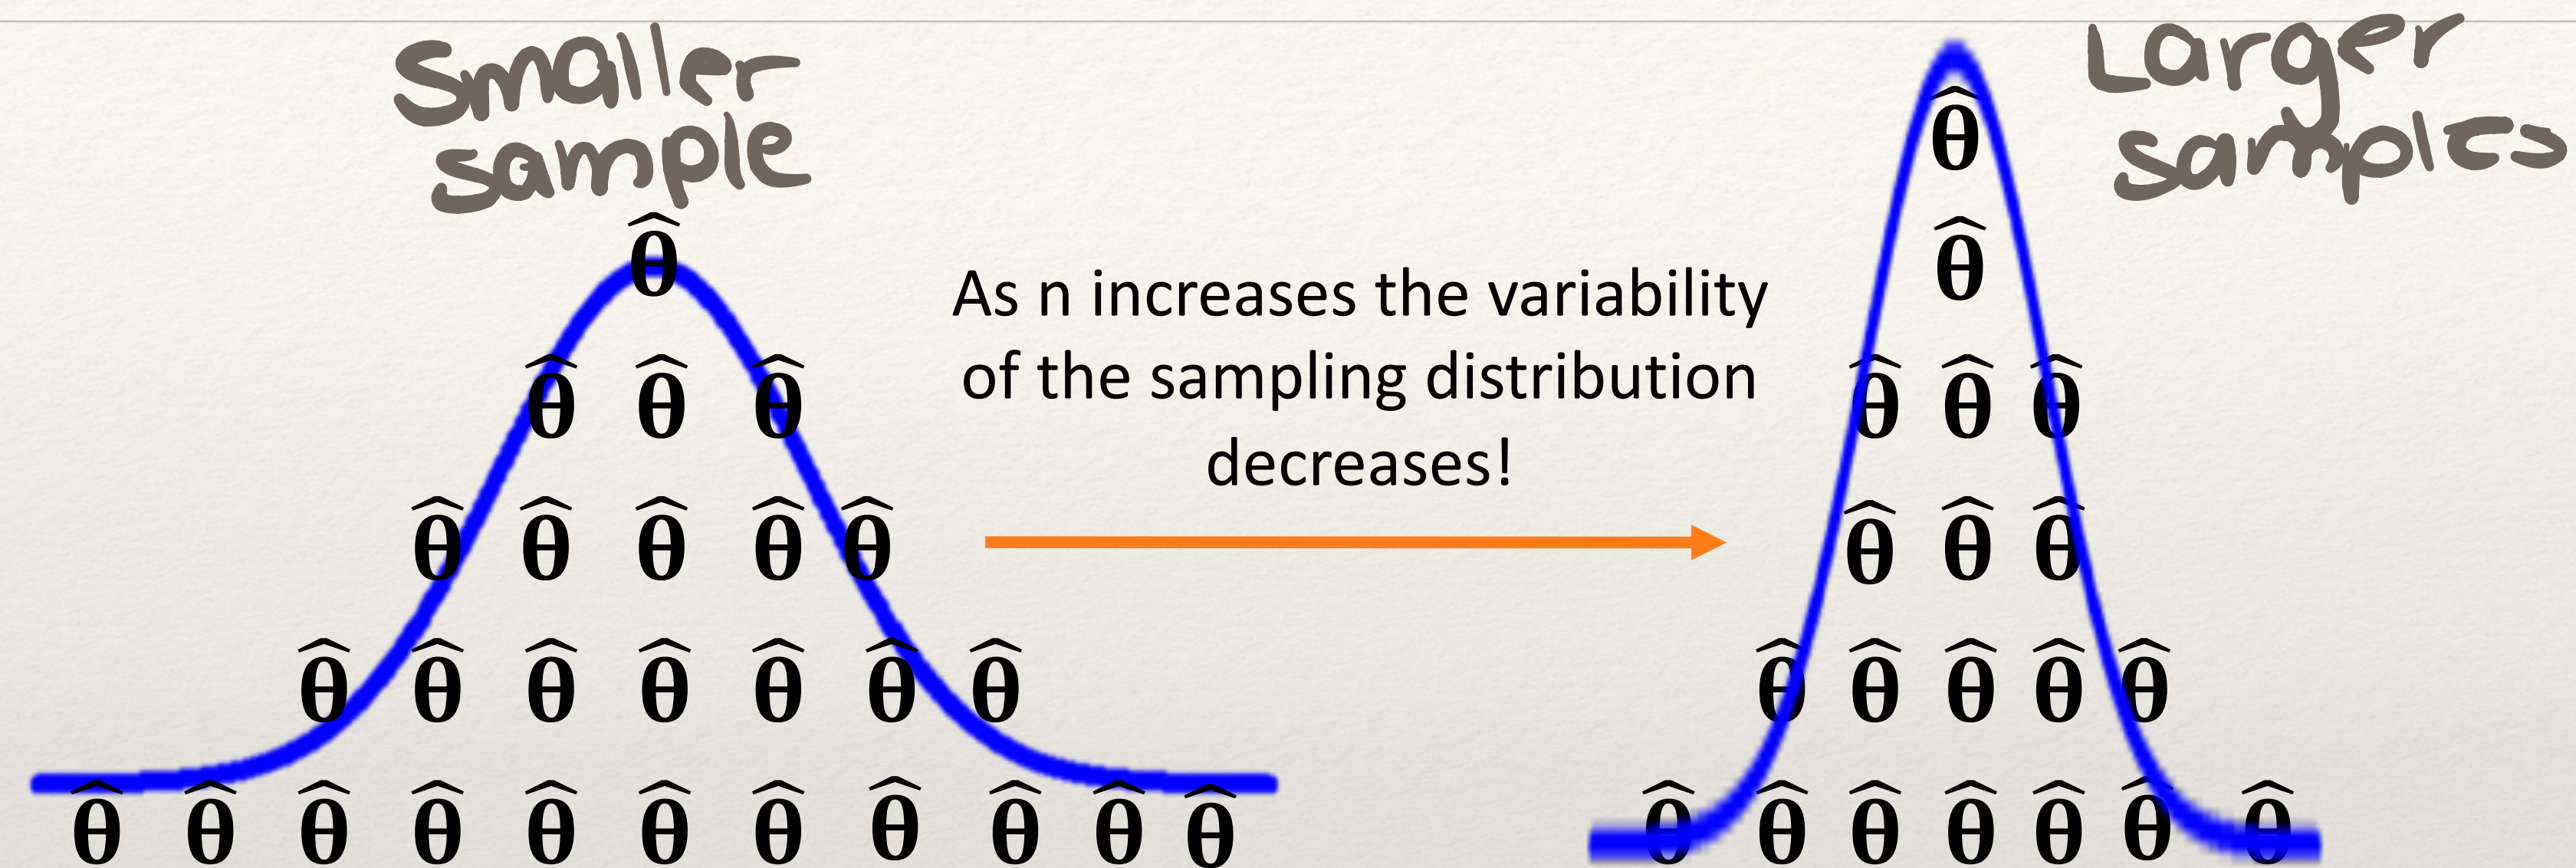 Smaller
sample
Larger
samples
As n increases the variability
of the sampling distribution
decreases!
θ̂
θ̂ θ̂ θ̂
θ̂ θ̂ θ̂ θ̂ θ̂
θ̂ θ̂ θ̂ θ̂ θ̂ θ̂ θ̂
θ̂ θ̂ θ̂ θ̂ θ̂ θ̂ θ̂ θ̂ θ̂ θ̂ θ̂
θ̂
θ̂
θ̂ θ̂ θ̂
θ̂ θ̂ θ̂
θ̂ θ̂ θ̂ θ̂ θ̂
θ̂ θ̂ θ̂ θ̂ θ̂ θ̂ θ̂